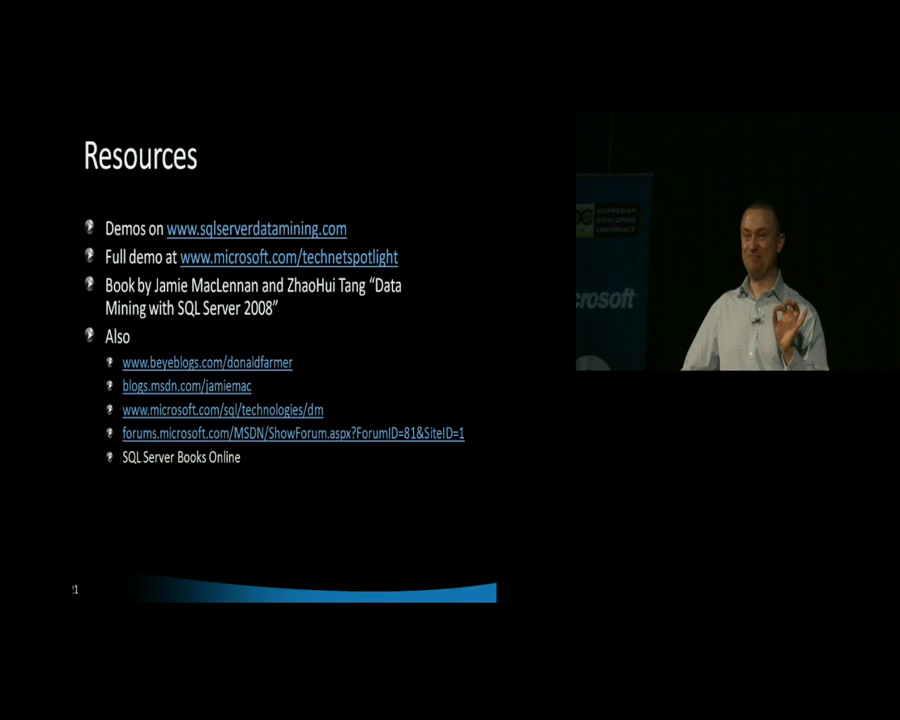 Resources
Demos on www.sqlserverdatamining.com
Full demo at www.microsoft.com/technetspotlight
Book by Jamie MacLennan and ZhaoHui Tang “Data
Mining with SQL Server 2008”
Also
www.beyeblogs.com/donaldfarmer
blogs.msdn.com/jamiemac
www.microsoft.com/sql/technologies/dm
forums.microsoft.com/MSDN/ShowForum.aspx?ForumID=81&SiteID=1
SQL Server Books Online
NORWEGIAN
DEVELOPERS
CONFERENCE
crosoft